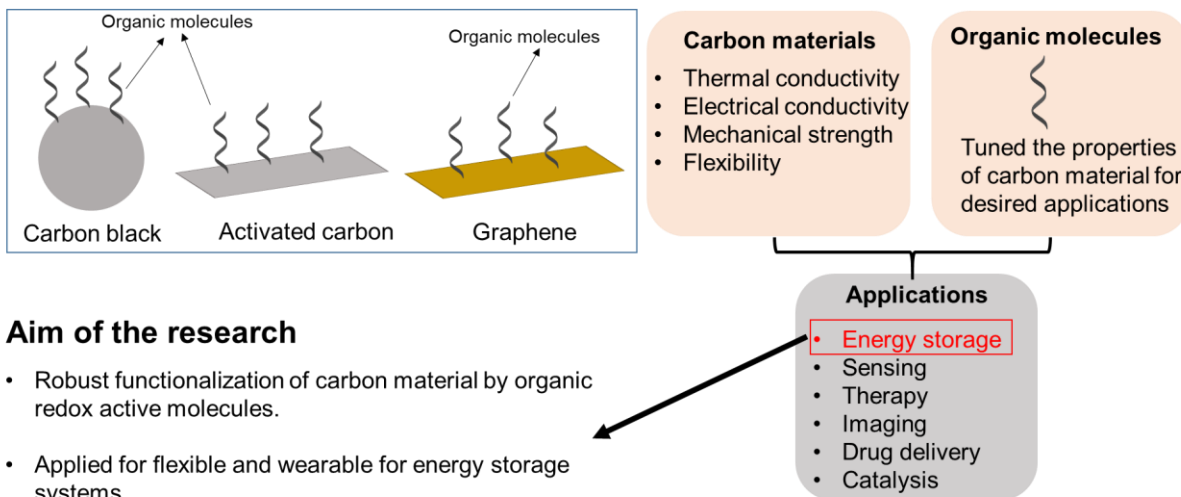 Organic molecules
Organic molecules
Carbon black
Activated carbon
Graphene
Carbon materials
• Thermal conductivity
• Electrical conductivity
• Mechanical strength
• Flexibility
Organic molecules
Tuned the properties
of carbon material for
desired applications
Applications
• Energy storage
• Sensing
• Therapy
• Imaging
• Drug delivery
• Catalysis
Aim of the research
• Robust functionalization of carbon material by organic
redox active molecules.
• Applied for flexible and wearable for energy storage
systems